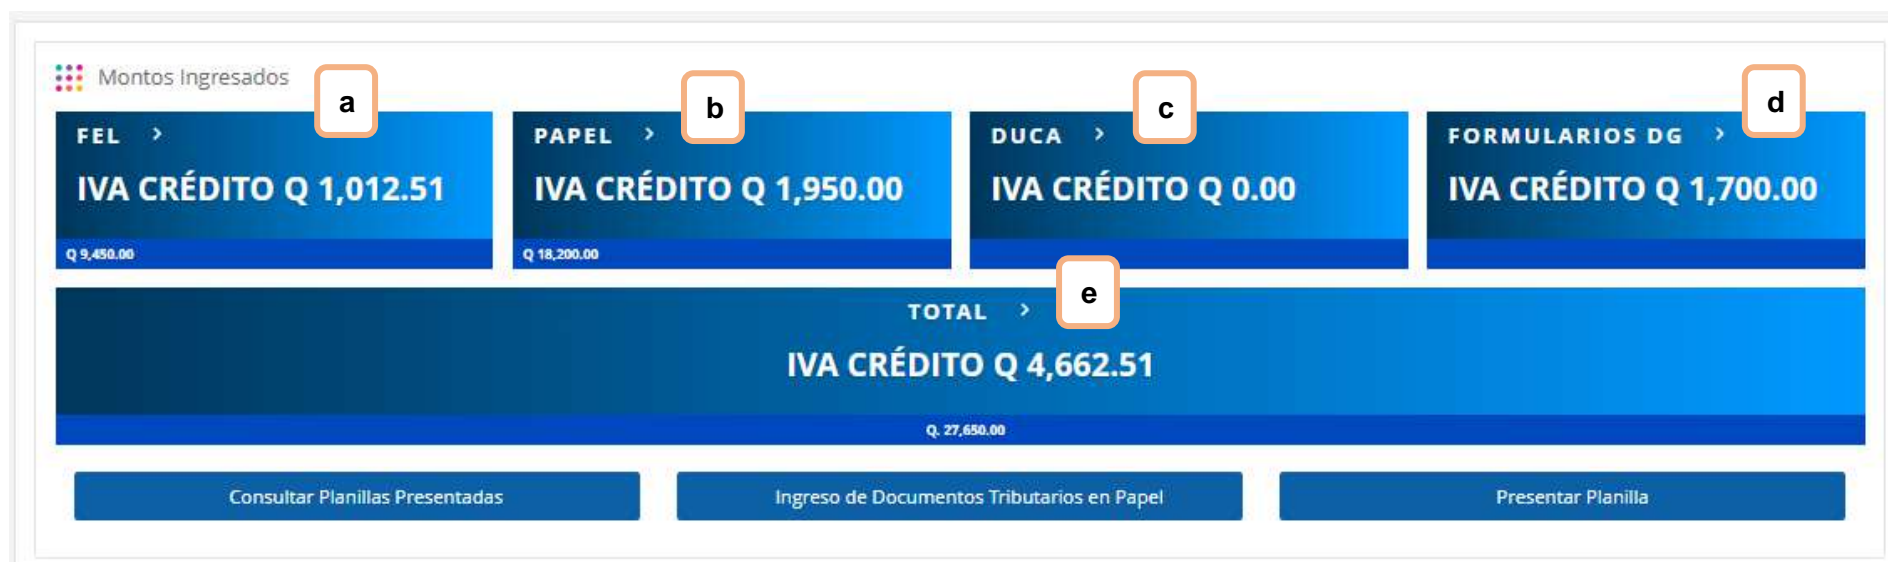 Montos Ingresados
a
b
c
d
FEL >
IVA CRÉDITO Q 1,012.51
Q 9,450.00
PAPEL >
IVA CRÉDITO Q 1,950.00
Q 18,200.00
DUCA >
IVA CRÉDITO Q 0.00
FORMULARIOS DG >
IVA CRÉDITO Q 1,700.00
e
TOTAL >
IVA CRÉDITO Q 4,662.51
Q. 27,650.00
Consultar Planillas Presentadas
Ingreso de Documentos Tributarios en Papel
Presentar Planilla